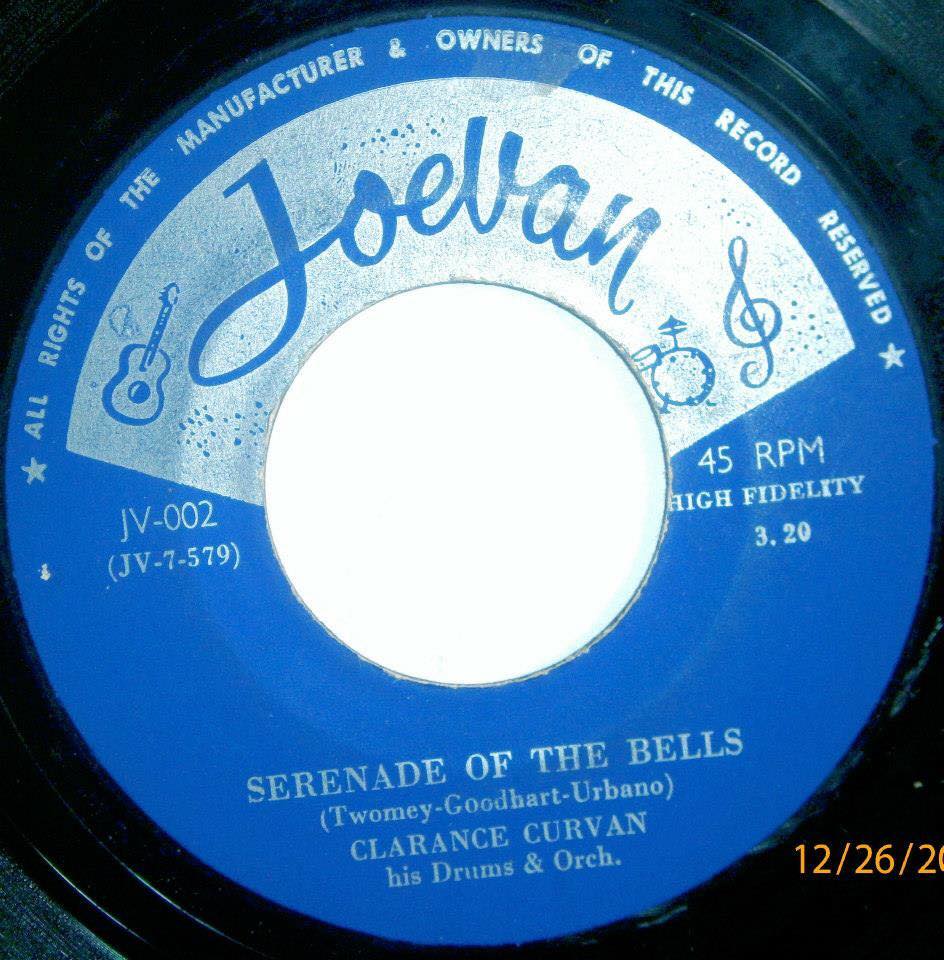 ★ ALL RIGHTS OF THE MANUFACTURER & OWNERS OF THIS RECORD RESERVED ★
Joevan
45 RPM
HIGH FIDELITY
3.20
JV-002
(JV-7-579)
SERENADE OF THE BELLS
(Twomey-Goodhart-Urbano)
CLARANCE CURVAN
his Drums & Orch.
12/26/20